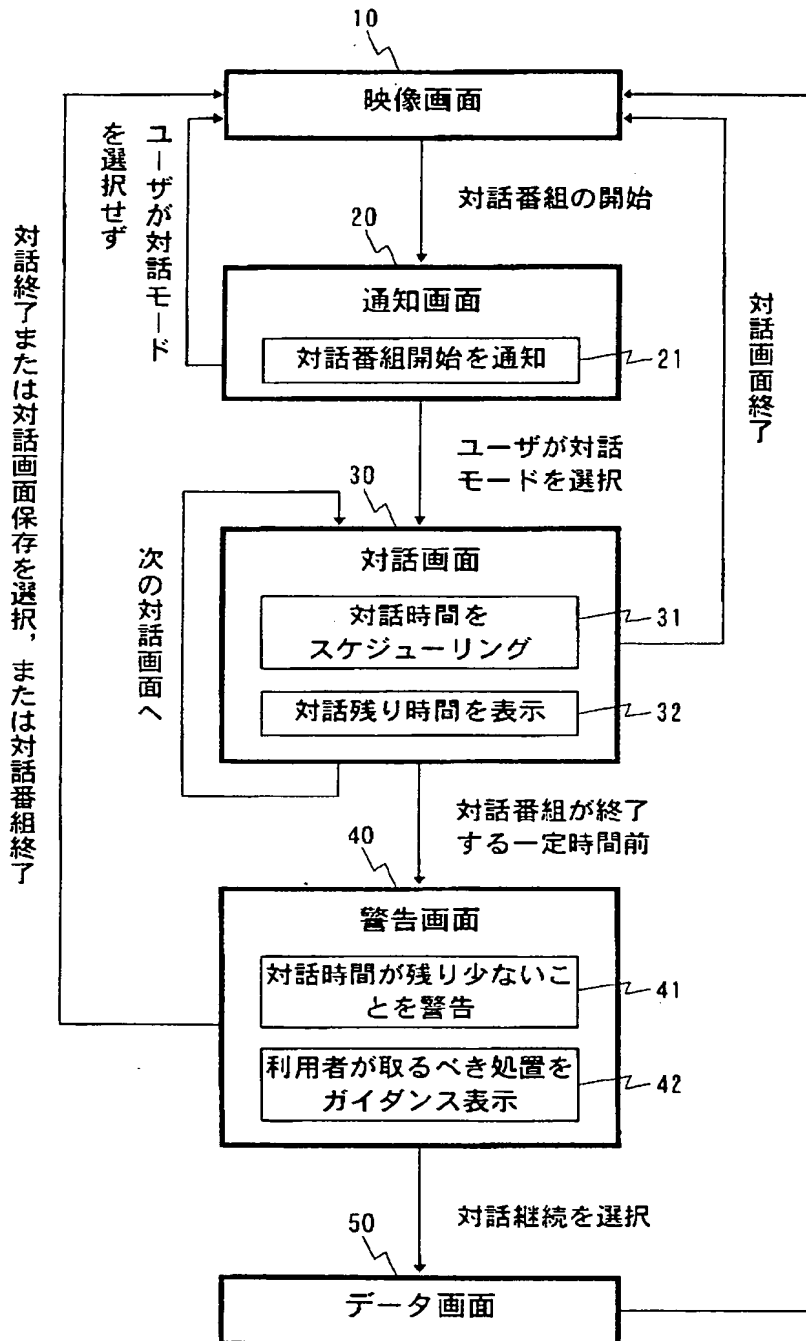 10
映像画面
ユーザが対話モード
を選択せず
対話番組の開始
20
通知画面
対話番組開始を通知
21
対話画面終了
対話終了または対話画面保存を選択，または対話番組終了
ユーザが対話
モードを選択
30
対話画面
対話時間を
スケジューリング
31
対話残り時間を表示
32
次の対話画面へ
対話番組が終了
する一定時間前
40
警告画面
対話時間が残り少ないこ
とを警告
41
利用者が取るべき処置を
ガイダンス表示
42
対話継続を選択
50
データ画面